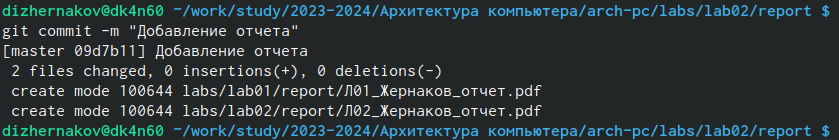 dizhernakov@dk4n60 ~/work/study/2023-2024/Архитектура компьютера/arch-pc/labs/lab02/report $
git commit -m "Добавление отчета"
[master 09d7b11] Добавление отчета
 2 files changed, 0 insertions(+), 0 deletions(-)
 create mode 100644 labs/lab01/report/Л01_Жернаков_отчет.pdf
 create mode 100644 labs/lab02/report/Л02_Жернаков_отчет.pdf
dizhernakov@dk4n60 ~/work/study/2023-2024/Архитектура компьютера/arch-pc/labs/lab02/report $